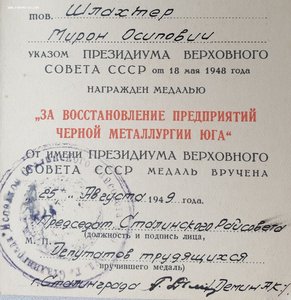 тов. Шлахтер
Мирон Осипович
УКАЗОМ ПРЕЗИДИУМА ВЕРХОВНОГО
СОВЕТА СССР от 18 мая 1948 года
НАГРАЖДЕН МЕДАЛЬЮ
„ЗА ВОССТАНОВЛЕНИЕ ПРЕДПРИЯТИЙ
ЧЕРНОЙ МЕТАЛЛУРГИИ ЮГА“
От имени ПРЕЗИДИУМА ВЕРХОВНОГО
СОВЕТА СССР МЕДАЛЬ ВРУЧЕНА
„25“ Августа 1949 года.
Председат. Сталинского Райсовета
М. П. (должность и подпись лица,
Депутатов трудящихся
вручившего медаль)
г. Сталинграда